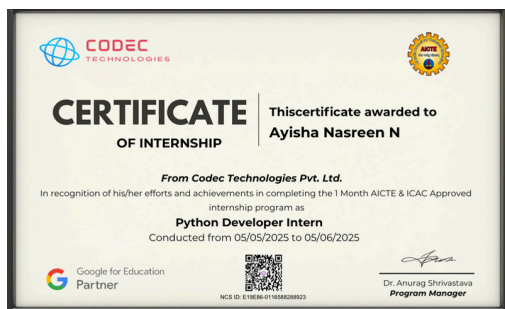 CODEC
TECHNOLOGIES
AICTE
CERTIFICATE
OF INTERNSHIP
Thiscertificate awarded to
Ayisha Nasreen N
From Codec Technologies Pvt. Ltd.
In recognition of his/her efforts and achievements in completing the 1 Month AICTE & ICAC Approved
internship program as
Python Developer Intern
Conducted from 05/05/2025 to 05/06/2025
Google for Education
Partner
NCS ID: E19E86-0116588288923
Dr. Anurag Shrivastava
Program Manager